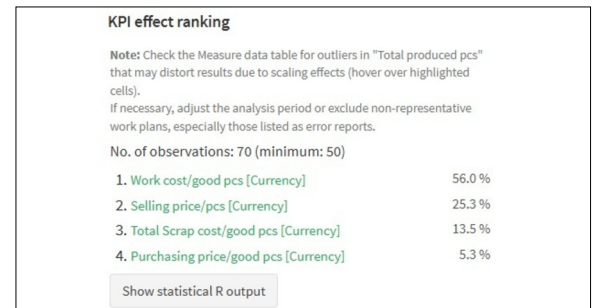 KPI effect ranking
Note: Check the Measure data table for outliers in "Total produced pcs"
that may distort results due to scaling effects (hover over highlighted
cells).
If necessary, adjust the analysis period or exclude non-representative
work plans, especially those listed as error reports.
No. of observations: 70 (minimum: 50)
1. Work cost/good pcs [Currency] 56.0 %
2. Selling price/pcs [Currency] 25.3 %
3. Total Scrap cost/good pcs [Currency] 13.5 %
4. Purchasing price/good pcs [Currency] 5.3 %
Show statistical R output